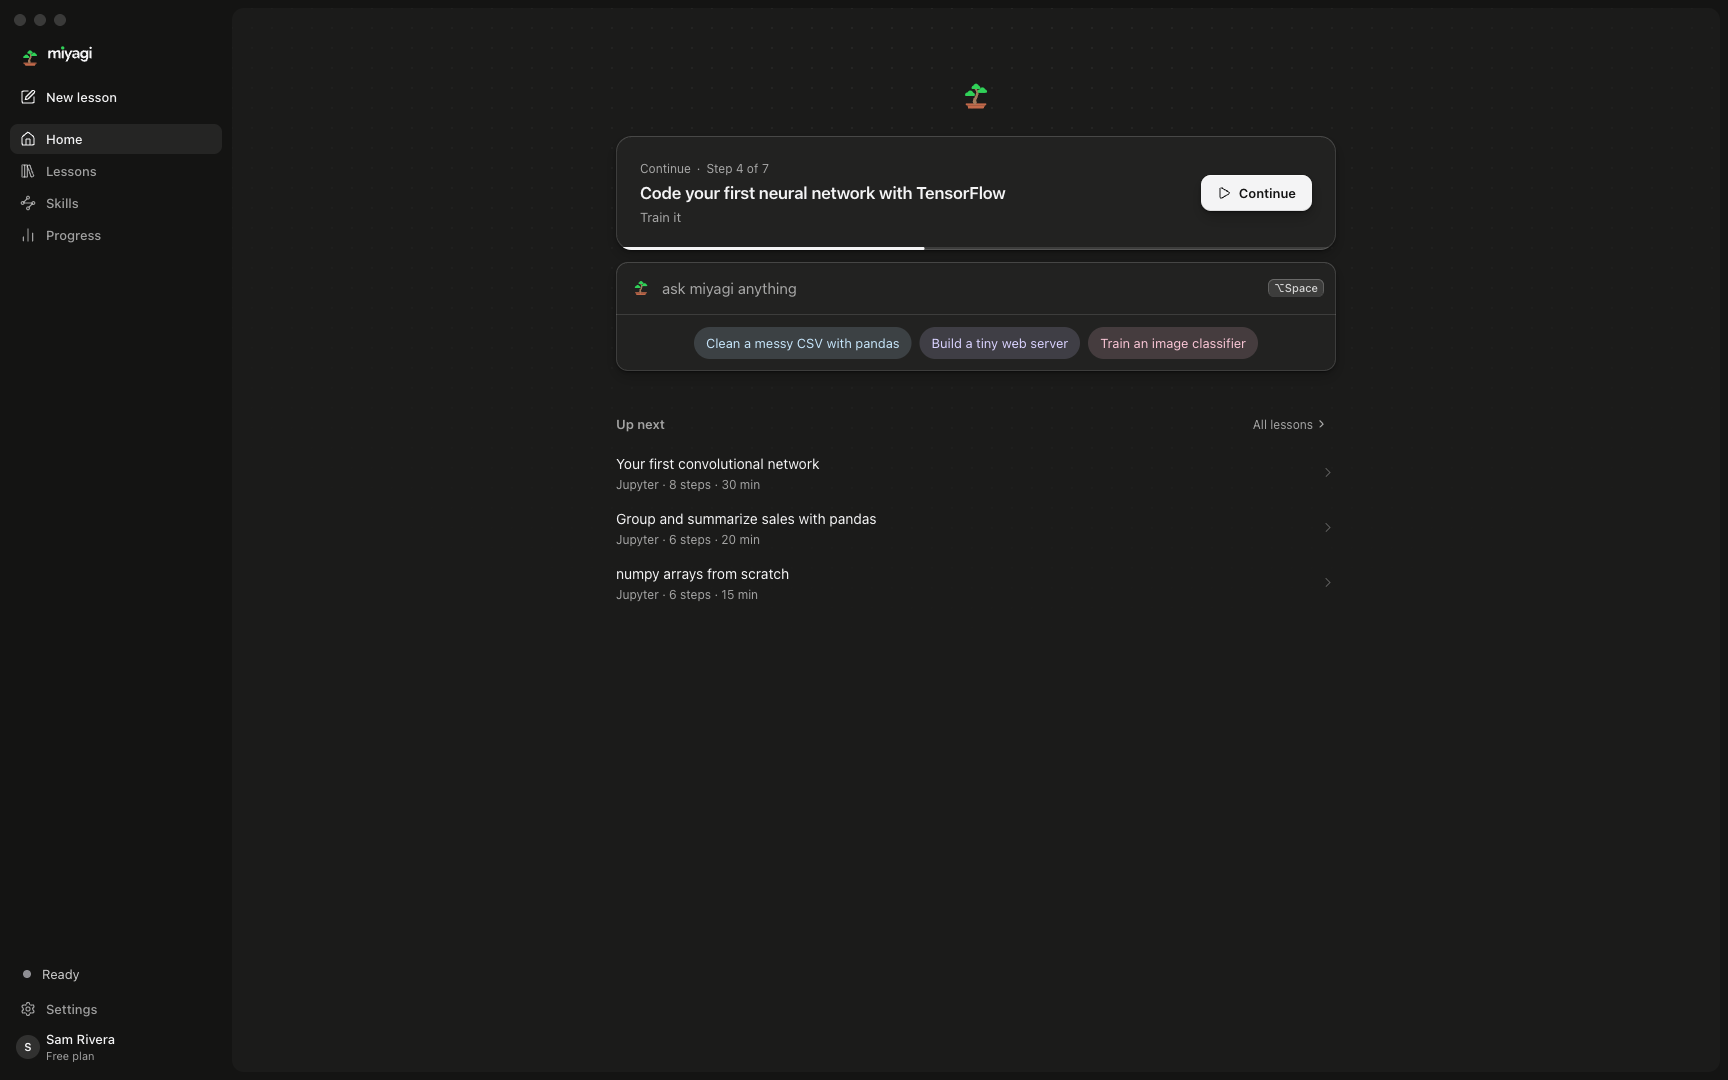 miyagi
New lesson
Home
Lessons
Skills
Progress
Continue · Step 4 of 7
Code your first neural network with TensorFlow
Train it
Continue
ask miyagi anything
⌥Space
Clean a messy CSV with pandas
Build a tiny web server
Train an image classifier
Up next
All lessons
Your first convolutional network
Jupyter · 8 steps · 30 min
Group and summarize sales with pandas
Jupyter · 6 steps · 20 min
numpy arrays from scratch
Jupyter · 6 steps · 15 min
Ready
Settings
S
Sam Rivera
Free plan